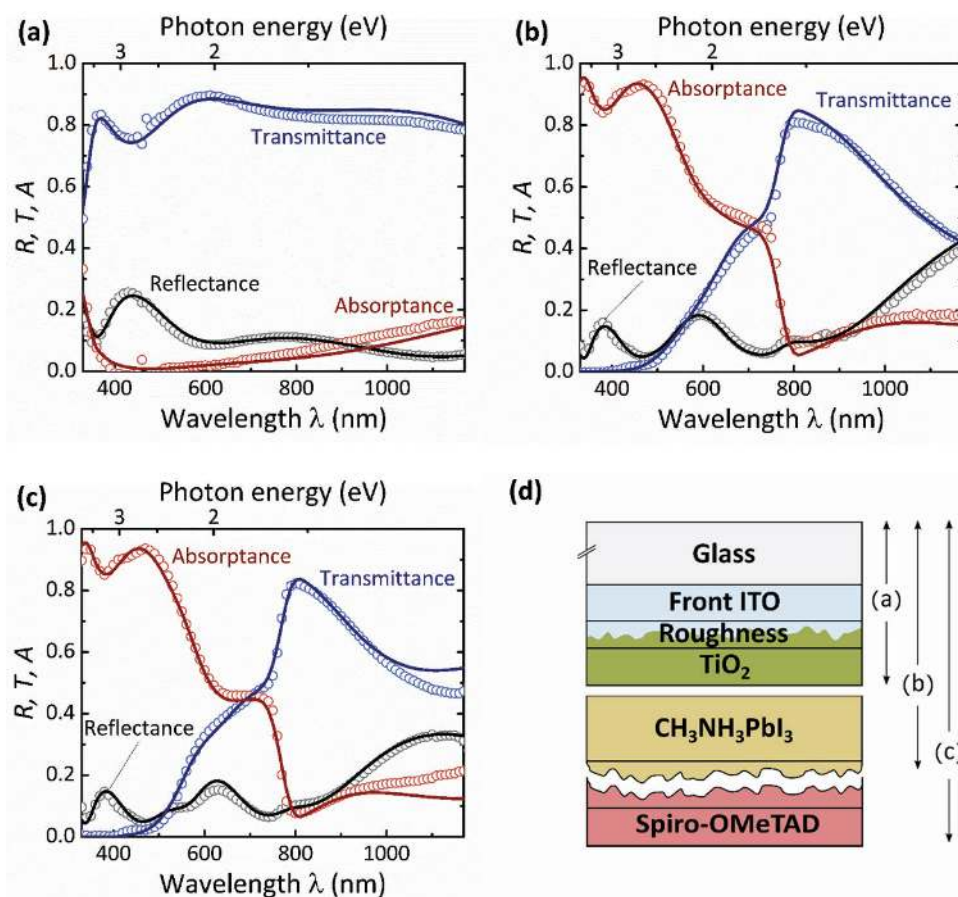 (a)
Photon energy (eV)
3 2
1.0
0.8
0.6
0.4
0.2
0.0
R, T, A
Transmittance
Reflectance
Absorptance
400 600 800 1000
Wavelength λ (nm)
(b)
Photon energy (eV)
3 2
1.0
0.8
0.6
0.4
0.2
0.0
R, T, A
Absorptance
Transmittance
Reflectance
400 600 800 1000
Wavelength λ (nm)
(c)
Photon energy (eV)
3 2
1.0
0.8
0.6
0.4
0.2
0.0
R, T, A
Absorptance
Transmittance
Reflectance
400 600 800 1000
Wavelength λ (nm)
(d)
Glass
Front ITO
Roughness
TiO₂
CH₃NH₃PbI₃
Spiro-OMeTAD
(a)
(b)
(c)